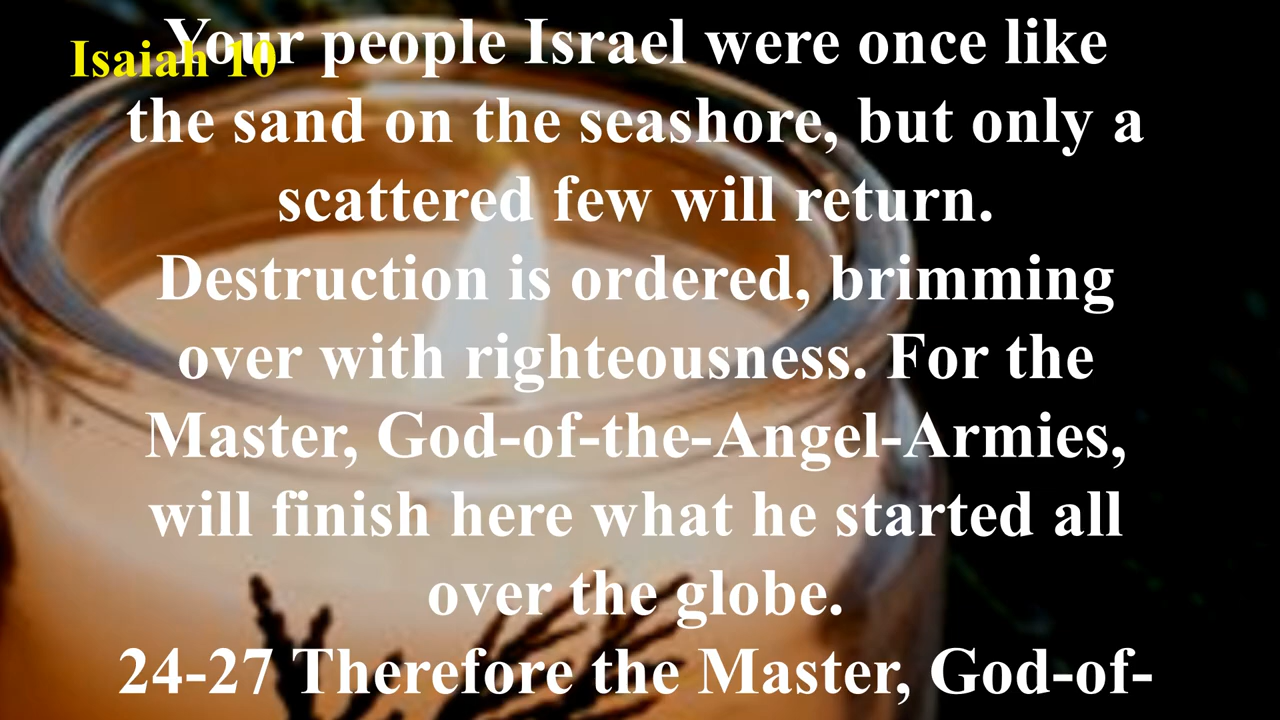 Isaiah 10
Your people Israel were once like
the sand on the seashore, but only a
scattered few will return.
Destruction is ordered, brimming
over with righteousness. For the
Master, God-of-the-Angel-Armies,
will finish here what he started all
over the globe.
24-27 Therefore the Master, God-of-